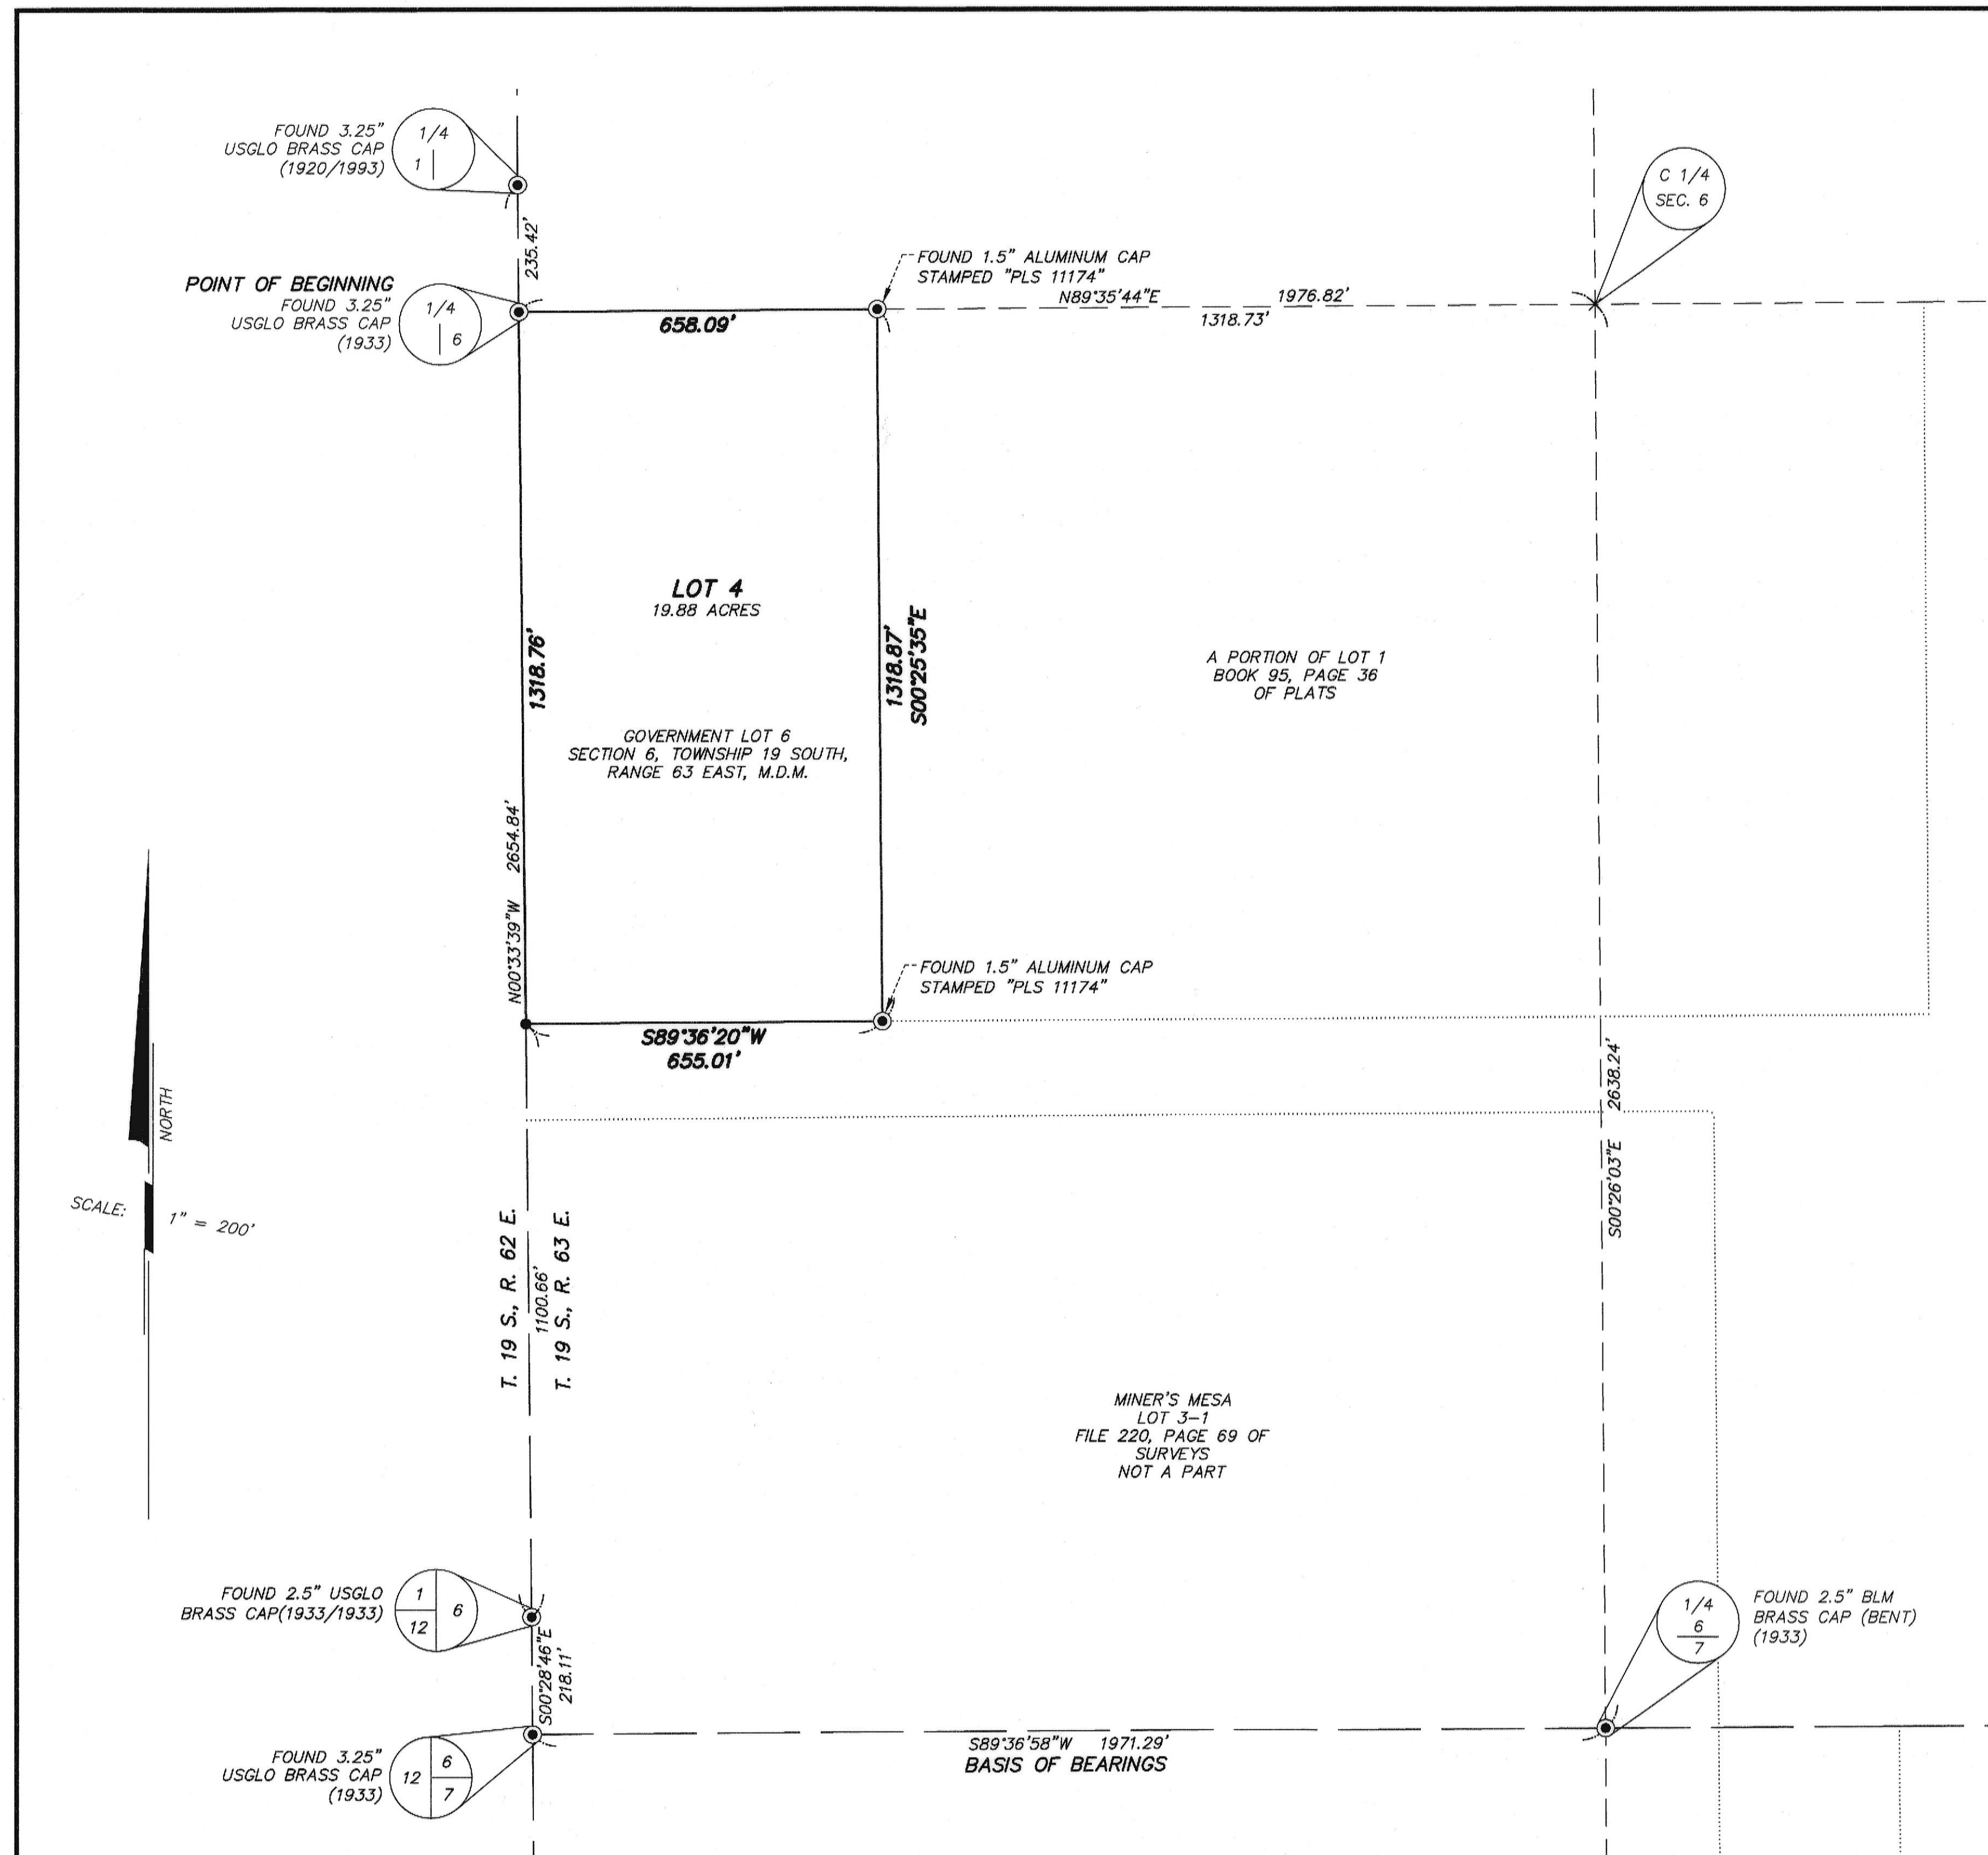 FOUND 3.25"
USGLO BRASS CAP
(1920/1993)
1/4
1
C 1/4
SEC. 6
235.42'
POINT OF BEGINNING
FOUND 3.25"
USGLO BRASS CAP
(1933)
1/4
6
FOUND 1.5" ALUMINUM CAP
STAMPED "PLS 11174"
658.09'
N89°35'44"E
1976.82'
1318.73'
LOT 4
19.88 ACRES
1318.76'
1318.87'
S00°25'35"E
A PORTION OF LOT 1
BOOK 95, PAGE 36
OF PLATS
GOVERNMENT LOT 6
SECTION 6, TOWNSHIP 19 SOUTH,
RANGE 63 EAST, M.D.M.
N00°33'39"W 2654.84'
FOUND 1.5" ALUMINUM CAP
STAMPED "PLS 11174"
S89°36'20"W
655.01'
NORTH
SCALE: 1" = 200'
S00°26'03"E 2638.24'
T. 19 S., R. 62 E.
1100.66'
T. 19 S., R. 63 E.
MINER'S MESA
LOT 3-1
FILE 220, PAGE 69 OF
SURVEYS
NOT A PART
FOUND 2.5" USGLO
BRASS CAP(1933/1933)
1
12
6
S00°28'46"E
218.11'
1/4
6
7
FOUND 2.5" BLM
BRASS CAP (BENT)
(1933)
FOUND 3.25"
USGLO BRASS CAP
(1933)
12
6
7
S89°36'58"W 1971.29'
BASIS OF BEARINGS